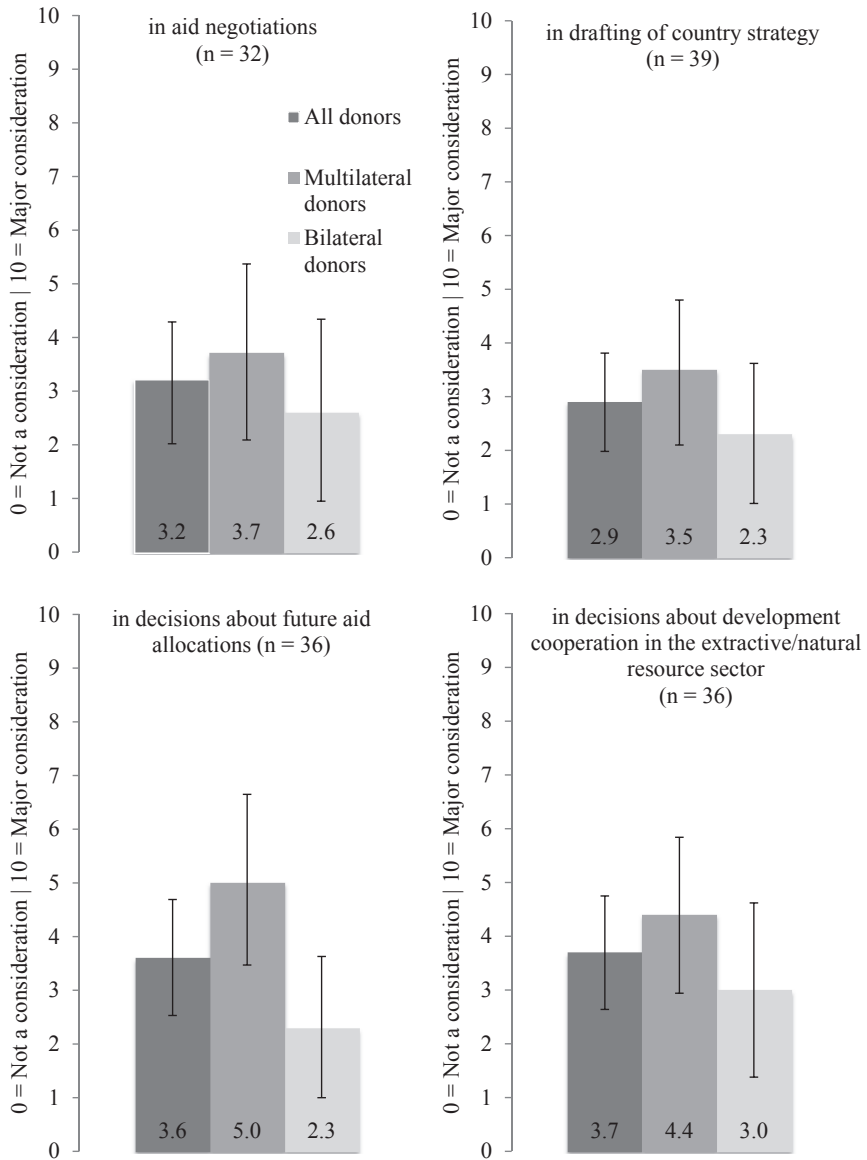 0 = Not a consideration | 10 = Major consideration
10
9
8
7
6
5
4
3
2
1
0
in aid negotiations
(n = 32)
All donors
Multilateral
donors
Bilateral
donors
3.2
3.7
2.6
0 = Not a consideration | 10 = Major consideration
10
9
8
7
6
5
4
3
2
1
0
in drafting of country strategy
(n = 39)
2.9
3.5
2.3
0 = Not a consideration | 10 = Major consideration
10
9
8
7
6
5
4
3
2
1
0
in decisions about future aid
allocations (n = 36)
3.6
5.0
2.3
0 = Not a consideration | 10 = Major consideration
10
9
8
7
6
5
4
3
2
1
0
in decisions about development
cooperation in the extractive/natural
resource sector
(n = 36)
3.7
4.4
3.0